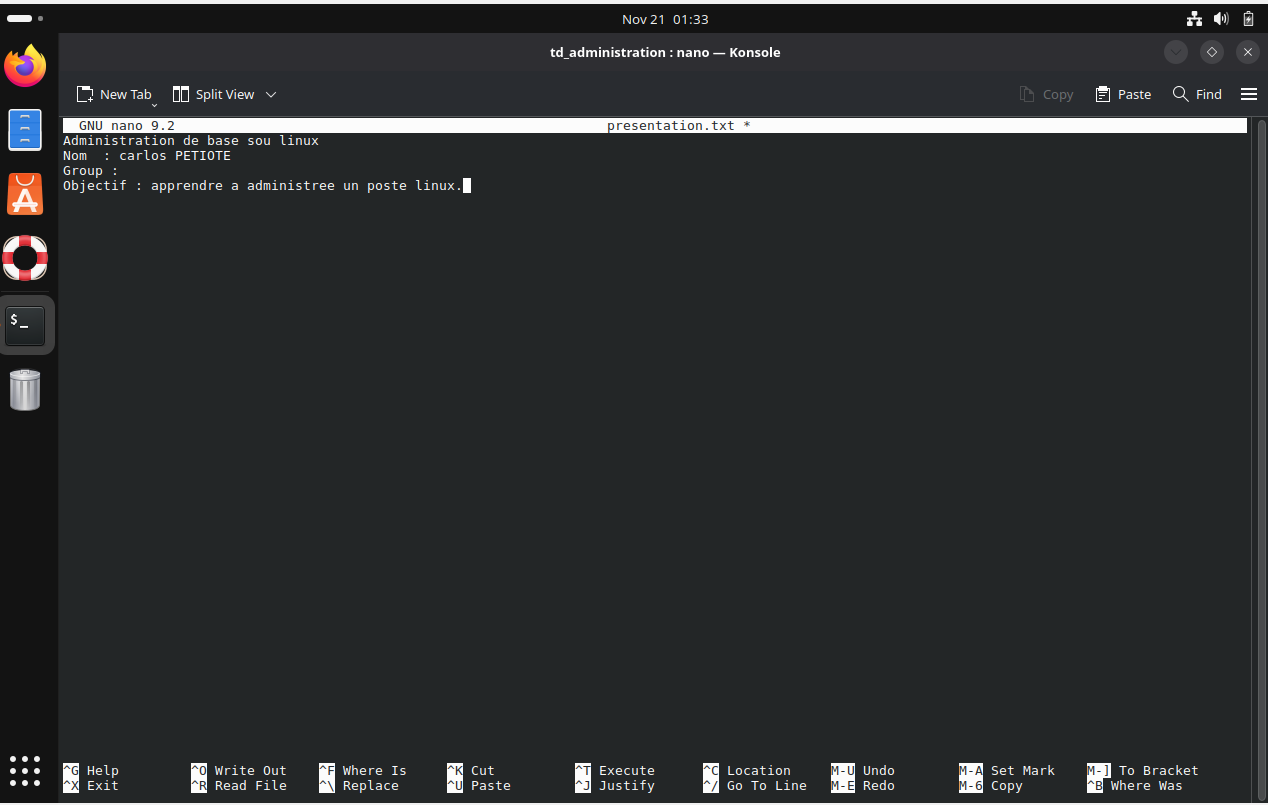 Nov 21 01:33
td_administration : nano — Konsole
New Tab Split View Copy Paste Find
GNU nano 9.2 presentation.txt *
Administration de base sou linux
Nom  : carlos PETIOTE
Group :
Objectif : apprendre a administree un poste linux.
$_
^G Help ^O Write Out ^F Where Is ^K Cut ^T Execute ^C Location M-U Undo M-A Set Mark M-] To Bracket
^X Exit ^R Read File ^\ Replace ^U Paste ^J Justify ^/ Go To Line M-E Redo M-6 Copy ^B Where Was